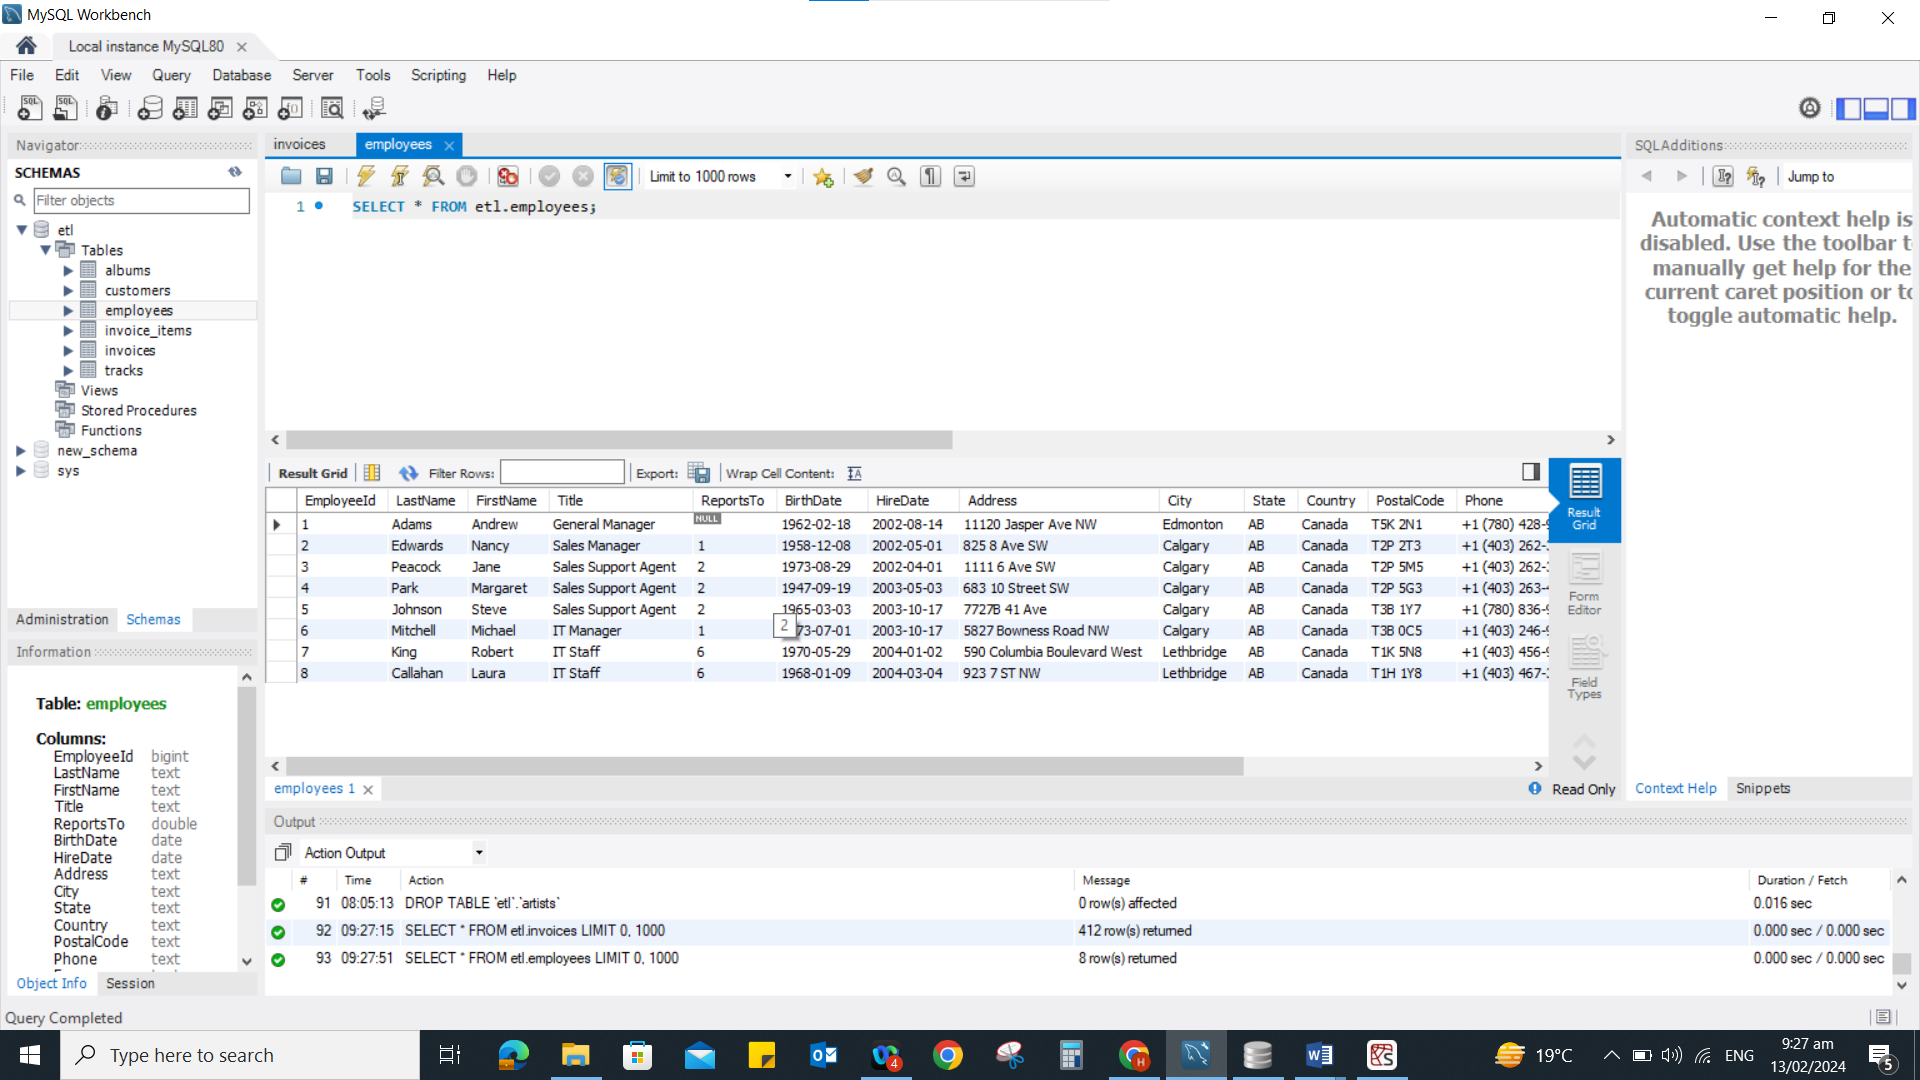 MySQL Workbench
Local instance MySQL80
File Edit View Query Database Server Tools Scripting Help
Navigator
SCHEMAS
Filter objects
etl
Tables
albums
customers
employees
invoice_items
invoices
tracks
Views
Stored Procedures
Functions
new_schema
sys
Administration Schemas
Information
Table: employees
Columns:
EmployeeId bigint
LastName text
FirstName text
Title text
ReportsTo double
BirthDate date
HireDate date
Address text
City text
State text
Country text
PostalCode text
Phone text
Object Info Session
invoices employees
Limit to 1000 rows
1 SELECT * FROM etl.employees;
Result Grid Filter Rows: Export: Wrap Cell Content:
EmployeeId LastName FirstName Title ReportsTo BirthDate HireDate Address City State Country PostalCode Phone
1 Adams Andrew General Manager NULL 1962-02-18 2002-08-14 11120 Jasper Ave NW Edmonton AB Canada T5K 2N1 +1 (780) 428-
2 Edwards Nancy Sales Manager 1 1958-12-08 2002-05-01 825 8 Ave SW Calgary AB Canada T2P 2T3 +1 (403) 262-
3 Peacock Jane Sales Support Agent 2 1973-08-29 2002-04-01 1111 6 Ave SW Calgary AB Canada T2P 5M5 +1 (403) 262-
4 Park Margaret Sales Support Agent 2 1947-09-19 2003-05-03 683 10 Street SW Calgary AB Canada T2P 5G3 +1 (403) 263-
5 Johnson Steve Sales Support Agent 2 1965-03-03 2003-10-17 7727B 41 Ave Calgary AB Canada T3B 1Y7 +1 (780) 836-
6 Mitchell Michael IT Manager 1 73-07-01 2003-10-17 5827 Bowness Road NW Calgary AB Canada T3B 0C5 +1 (403) 246-
7 King Robert IT Staff 6 1970-05-29 2004-01-02 590 Columbia Boulevard West Lethbridge AB Canada T1K 5N8 +1 (403) 456-
8 Callahan Laura IT Staff 6 1968-01-09 2004-03-04 923 7 ST NW Lethbridge AB Canada T1H 1Y8 +1 (403) 467-
2
Result Grid
Form Editor
Field Types
employees 1
Read Only
SQLAdditions
Jump to
Automatic context help is
disabled. Use the toolbar t
manually get help for the
current caret position or to
toggle automatic help.
Context Help Snippets
Output
Action Output
# Time Action Message Duration / Fetch
91 08:05:13 DROP TABLE `etl`.`artists` 0 row(s) affected 0.016 sec
92 09:27:15 SELECT * FROM etl.invoices LIMIT 0, 1000 412 row(s) returned 0.000 sec / 0.000 sec
93 09:27:51 SELECT * FROM etl.employees LIMIT 0, 1000 8 row(s) returned 0.000 sec / 0.000 sec
Query Completed
Type here to search
4
H
19°C
ENG
9:27 am
13/02/2024
5